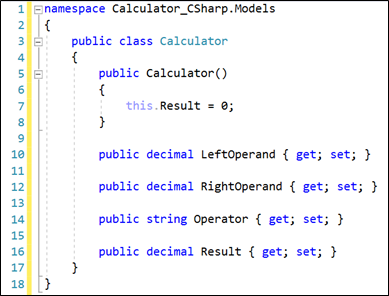 1 namespace Calculator_CSharp.Models
2 {
3 public class Calculator
4 {
5 public Calculator()
6 {
7 this.Result = 0;
8 }
9
10 public decimal LeftOperand { get; set; }
11
12 public decimal RightOperand { get; set; }
13
14 public string Operator { get; set; }
15
16 public decimal Result { get; set; }
17 }
18 }